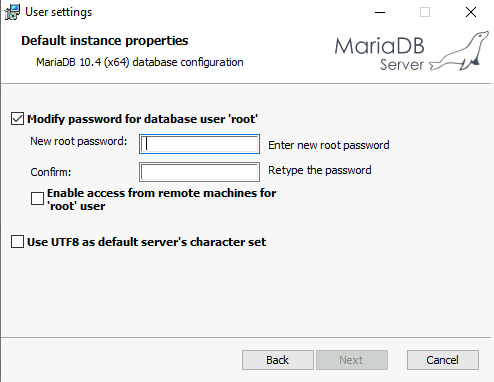 User settings
Default instance properties
MariaDB 10.4 (x64) database configuration
MariaDB
Server
Modify password for database user 'root'
New root password:
Enter new root password
Confirm:
Retype the password
Enable access from remote machines for
'root' user
Use UTF8 as default server's character set
Back
Next
Cancel